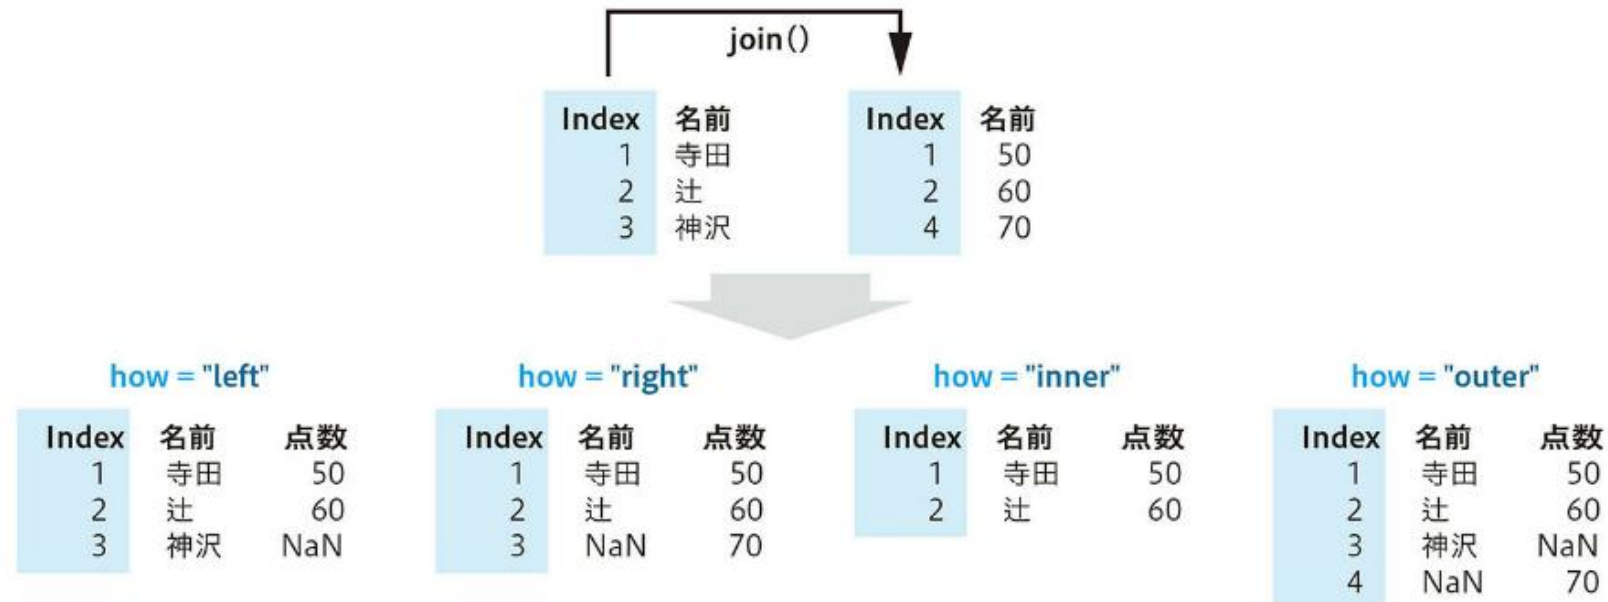 join()
Index 名前
1 寺田
2 辻
3 神沢
Index 名前
1 50
2 60
4 70
how = "left"
Index 名前 点数
1 寺田 50
2 辻 60
3 神沢 NaN
how = "right"
Index 名前 点数
1 寺田 50
2 辻 60
3 NaN 70
how = "inner"
Index 名前 点数
1 寺田 50
2 辻 60
how = "outer"
Index 名前 点数
1 寺田 50
2 辻 60
3 神沢 NaN
4 NaN 70